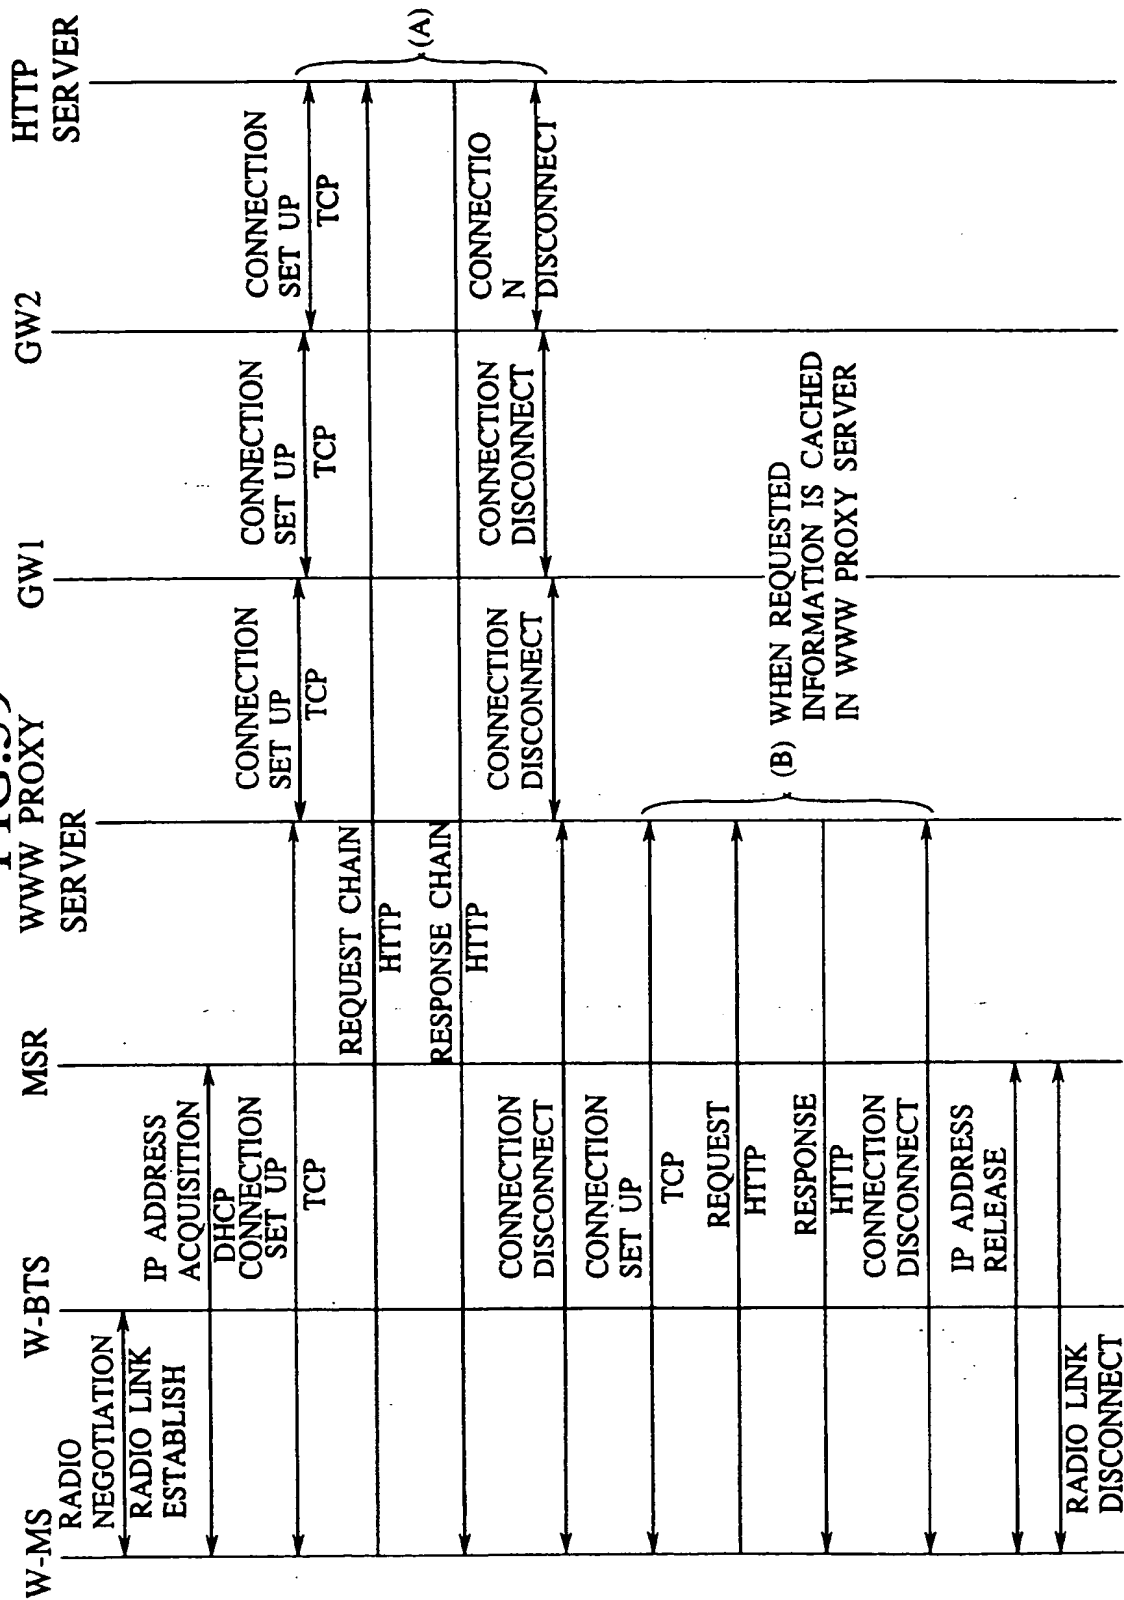 FIG.39
W-MS
W-BTS
MSR
WWW PROXY
SERVER
GW1
GW2
HTTP
SERVER
RADIO
NEGOTIATION
RADIO LINK
ESTABLISH
IP ADDRESS
ACQUISITION
DHCP
CONNECTION
SET UP
TCP
CONNECTION
SET UP
TCP
CONNECTION
SET UP
TCP
CONNECTION
SET UP
TCP
REQUEST CHAIN
HTTP
RESPONSE CHAIN
HTTP
(A)
CONNECTION
DISCONNECT
CONNECTION
DISCONNECT
CONNECTION
DISCONNECT
CONNECTIO
N
DISCONNECT
CONNECTION
SET UP
TCP
REQUEST
HTTP
RESPONSE
HTTP
CONNECTION
DISCONNECT
(B) WHEN REQUESTED
INFORMATION IS CACHED
IN WWW PROXY SERVER
IP ADDRESS
RELEASE
RADIO LINK
DISCONNECT